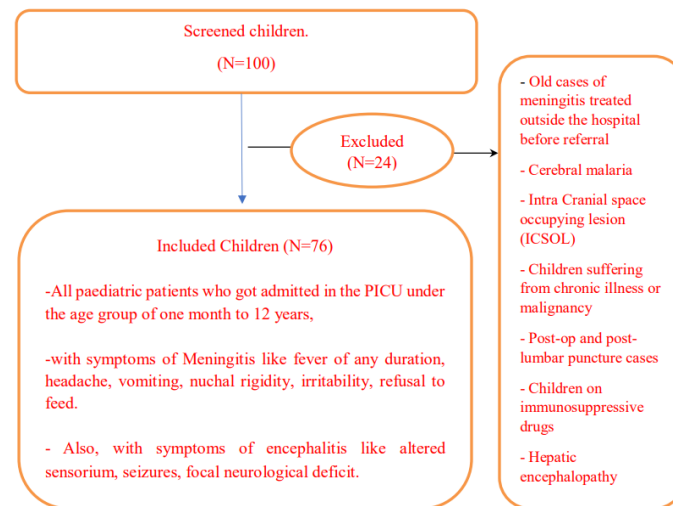 Screened children.
(N=100)
Excluded
(N=24)
- Old cases of
meningitis treated
outside the hospital
before referral
- Cerebral malaria
- Intra Cranial space
occupying lesion
(ICSOL)
- Children suffering
from chronic illness or
malignancy
- Post-op and post-
lumbar puncture cases
- Children on
immunosuppressive
drugs
- Hepatic
encephalopathy
Included Children (N=76)
-All paediatric patients who got admitted in the PICU under
the age group of one month to 12 years,
-with symptoms of Meningitis like fever of any duration,
headache, vomiting, nuchal rigidity, irritability, refusal to
feed.
- Also, with symptoms of encephalitis like altered
sensorium, seizures, focal neurological deficit.